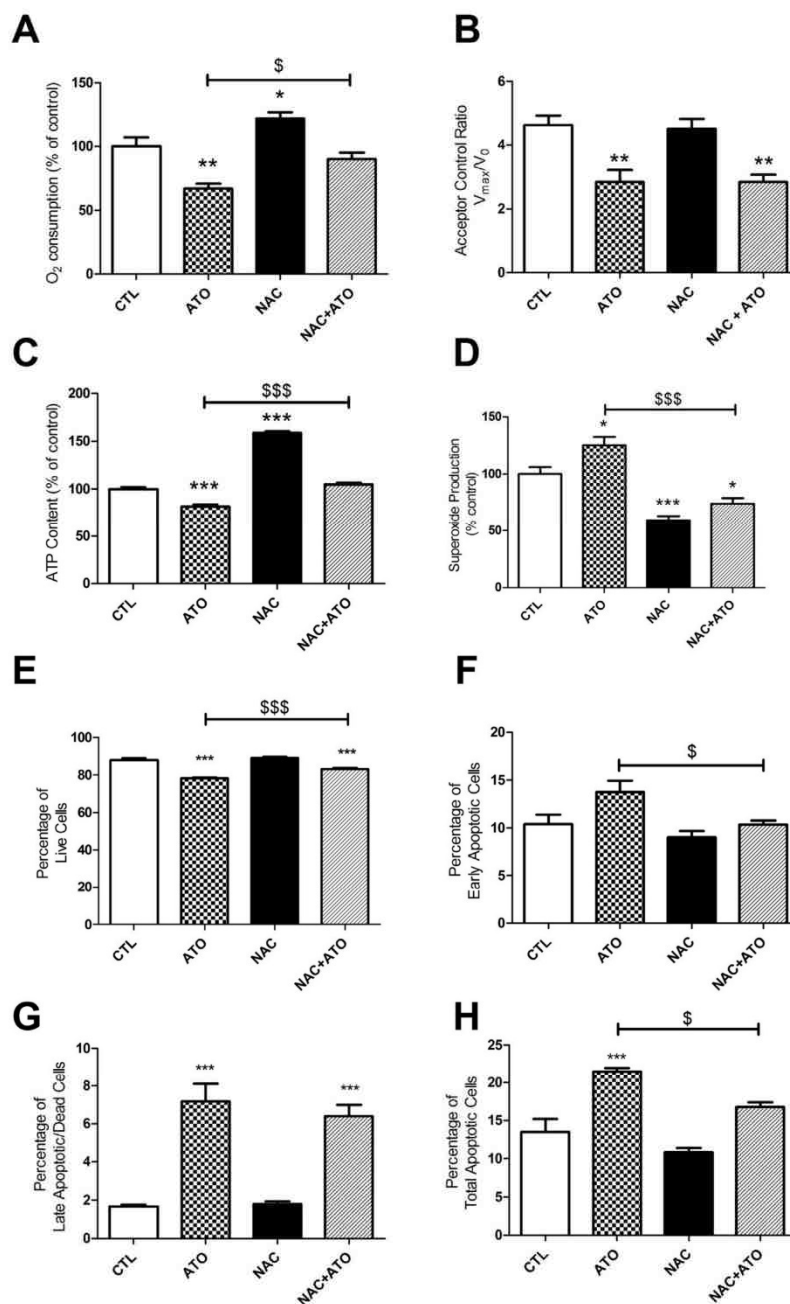 A
O₂ consumption (% of control)
150
100
50
0
$
**
*
CTL
ATO
NAC
NAC+ATO
B
Acceptor Control Ratio
Vmax/V₀
6
4
2
0
**
**
CTL
ATO
NAC
NAC + ATO
C
ATP Content (% of control)
200
150
100
50
0
$$$
***
***
CTL
ATO
NAC
NAC+ATO
D
Superoxide Production
(% control)
150
100
50
0
$$$
*
***
*
CTL
ATO
NAC
NAC+ATO
E
Percentage of
Live Cells
100
80
60
40
20
0
$$$
***
***
CTL
ATO
NAC
NAC+ATO
F
Percentage of
Early Apoptotic Cells
20
15
10
5
0
$
CTL
ATO
NAC
NAC+ATO
G
Percentage of
Late Apoptotic/Dead Cells
10
8
6
4
2
0
***
***
CTL
ATO
NAC
NAC+ATO
H
Percentage of
Total Apoptotic Cells
25
20
15
10
5
0
$
***
CTL
ATO
NAC
NAC+ATO